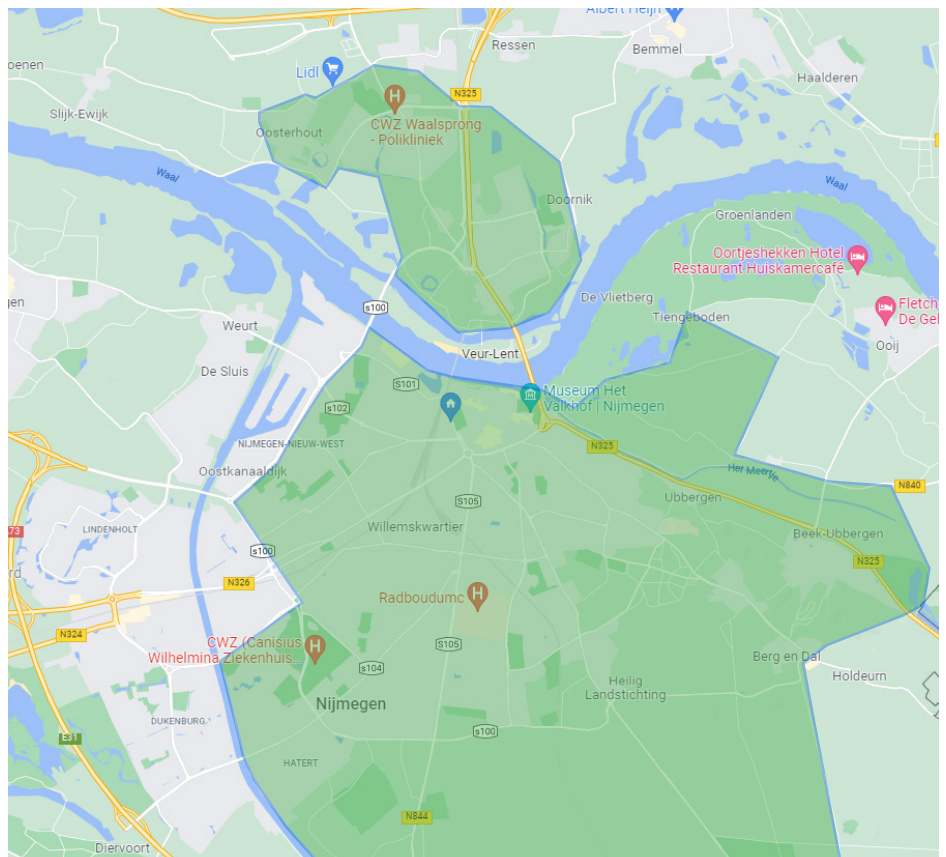 Albert Heijn
Ressen
Bemmel
oenen
Lidl
N325
Haalderen
Slijk-Ewijk
Oosterhout
CWZ Waalsprong
- Polikliniek
Waal
Waal
Doornik
Groenlanden
Oortjeshekken Hotel
Restaurant Huiskamercafé
gen
s100
De Vlietberg
Fletch
De Gel
Weurt
Tiengeboden
Ooij
Veur-Lent
De Sluis
S101
Museum Het
Valkhof | Nijmegen
s102
NIJMEGEN-NIEUW-WEST
N325
Oostkanaaldijk
Het Meertje
N840
S105
Ubbergen
LINDENHOLT
Willemskwartier
73
Beek-Ubbergen
s100
N325
rd
N326
Radboudumc
N324
CWZ (Canisius
Wilhelmina Ziekenhuis...
S105
s104
Berg en Dal
Holdeurn
Heilig
Landstichting
Nijmegen
DUKENBURG
s100
E31
HATERT
N844
Diervoort